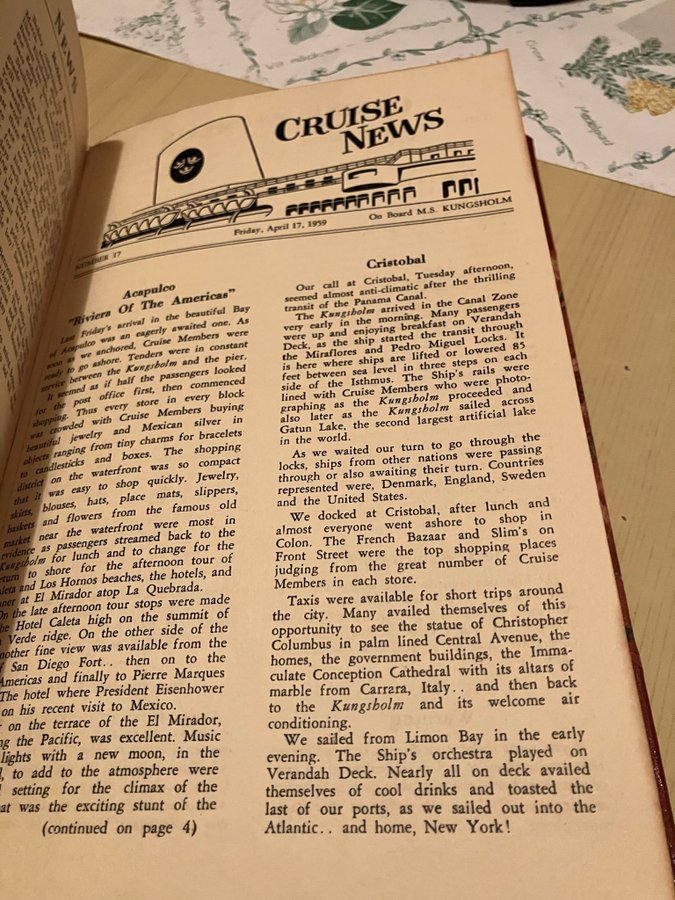 NEWS
CRUISE
NEWS
NUMBER 17
Friday, April 17, 1959
On Board M.S. KUNGSHOLM
Acapulco
"Riviera Of The Americas"
Last Friday's arrival in the beautiful Bay
of Acapulco was an eagerly awaited one. As
soon as we anchored, Cruise Members were
ready to go ashore. Tenders were in constant
service between the Kungsholm and the pier.
It seemed as if half the passengers looked
for the post office first, then commenced
shopping. Thus every store in every block
was crowded with Cruise Members buying
beautiful jewelry and Mexican silver in
objects ranging from tiny charms for bracelets
to candlesticks and boxes. The shopping
district on the waterfront was so compact
that it was easy to shop quickly. Jewelry,
skirts, blouses, hats, place mats, slippers,
baskets and flowers from the famous old
market near the waterfront were most in
evidence as passengers streamed back to the
Kungsholm for lunch and to change for the
return to shore for the afternoon tour of
leta and Los Hornos beaches, the hotels, and
ner at El Mirador atop La Quebrada.
On the late afternoon tour stops were made
he Hotel Caleta high on the summit of
Verde ridge. On the other side of the
nother fine view was available from the
f San Diego Fort.. then on to the
Americas and finally to Pierre Marques
The hotel where President Eisenhower
on his recent visit to Mexico.
on the terrace of the El Mirador,
ng the Pacific, was excellent. Music
lights with a new moon, in the
l, to add to the atmosphere were
setting for the climax of the
at was the exciting stunt of the
(continued on page 4)
Cristobal
Our call at Cristobal, Tuesday afternoon,
seemed almost anti-climatic after the thrilling
transit of the Panama Canal.
The Kungsholm arrived in the Canal Zone
very early in the morning. Many passengers
were up and enjoying breakfast on Verandah
Deck, as the ship started the transit through
the Miraflores and Pedro Miguel Locks. It
is here where ships are lifted or lowered 85
feet between sea level in three steps on each
side of the Isthmus. The Ship's rails were
lined with Cruise Members who were photo-
graphing as the Kungsholm proceeded and
also later as the Kungsholm sailed across
Gatun Lake, the second largest artificial lake
in the world.
As we waited our turn to go through the
locks, ships from other nations were passing
through or also awaiting their turn. Countries
represented were, Denmark, England, Sweden
and the United States.
We docked at Cristobal, after lunch and
almost everyone went ashore to shop in
Colon. The French Bazaar and Slim's on
Front Street were the top shopping places
judging from the great number of Cruise
Members in each store.
Taxis were available for short trips around
the city. Many availed themselves of this
opportunity to see the statue of Christopher
Columbus in palm lined Central Avenue, the
homes, the government buildings, the Imma-
culate Conception Cathedral with its altars of
marble from Carrara, Italy.. and then back
to the Kungsholm and its welcome air
conditioning.
We sailed from Limon Bay in the early
evening. The Ship's orchestra played on
Verandah Deck. Nearly all on deck availed
themselves of cool drinks and toasted the
last of our ports, as we sailed out into the
Atlantic.. and home, New York!